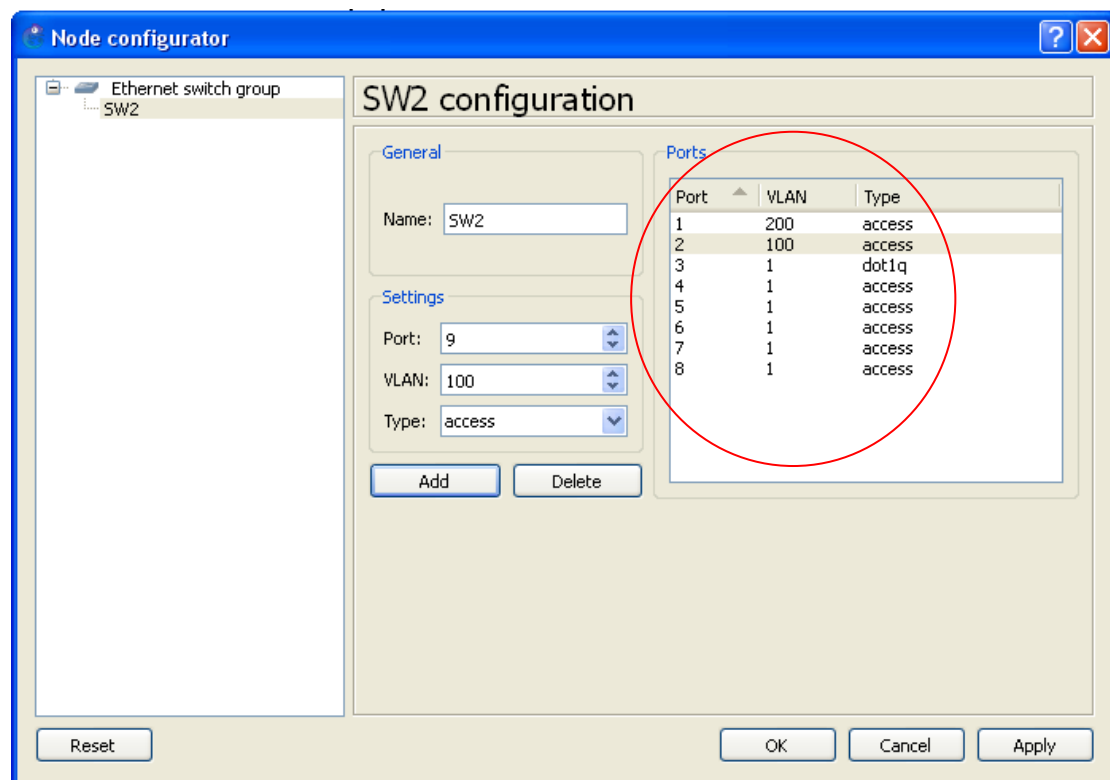 Node configurator
Ethernet switch group
SW2
SW2 configuration
General
Name: SW2
Settings
Port: 9
VLAN: 100
Type: access
Add Delete
Ports
Port VLAN Type
1 200 access
2 100 access
3 1 dot1q
4 1 access
5 1 access
6 1 access
7 1 access
8 1 access
Reset OK Cancel Apply